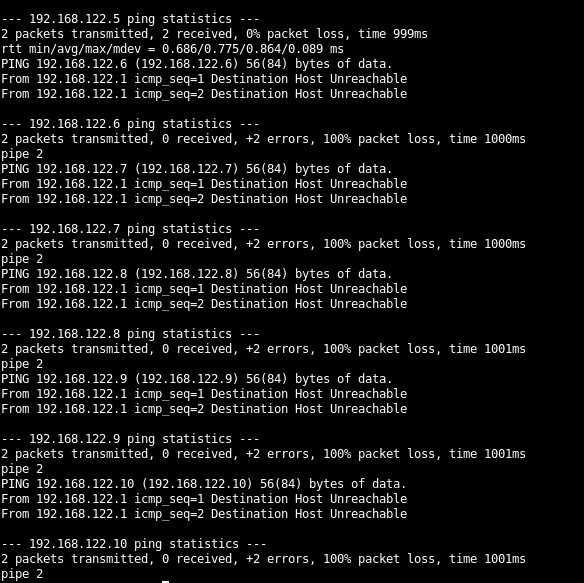 --- 192.168.122.5 ping statistics ---
2 packets transmitted, 2 received, 0% packet loss, time 999ms
rtt min/avg/max/mdev = 0.686/0.775/0.864/0.089 ms
PING 192.168.122.6 (192.168.122.6) 56(84) bytes of data.
From 192.168.122.1 icmp_seq=1 Destination Host Unreachable
From 192.168.122.1 icmp_seq=2 Destination Host Unreachable

--- 192.168.122.6 ping statistics ---
2 packets transmitted, 0 received, +2 errors, 100% packet loss, time 1000ms
pipe 2
PING 192.168.122.7 (192.168.122.7) 56(84) bytes of data.
From 192.168.122.1 icmp_seq=1 Destination Host Unreachable
From 192.168.122.1 icmp_seq=2 Destination Host Unreachable

--- 192.168.122.7 ping statistics ---
2 packets transmitted, 0 received, +2 errors, 100% packet loss, time 1000ms
pipe 2
PING 192.168.122.8 (192.168.122.8) 56(84) bytes of data.
From 192.168.122.1 icmp_seq=1 Destination Host Unreachable
From 192.168.122.1 icmp_seq=2 Destination Host Unreachable

--- 192.168.122.8 ping statistics ---
2 packets transmitted, 0 received, +2 errors, 100% packet loss, time 1001ms
pipe 2
PING 192.168.122.9 (192.168.122.9) 56(84) bytes of data.
From 192.168.122.1 icmp_seq=1 Destination Host Unreachable
From 192.168.122.1 icmp_seq=2 Destination Host Unreachable

--- 192.168.122.9 ping statistics ---
2 packets transmitted, 0 received, +2 errors, 100% packet loss, time 1001ms
pipe 2
PING 192.168.122.10 (192.168.122.10) 56(84) bytes of data.
From 192.168.122.1 icmp_seq=1 Destination Host Unreachable
From 192.168.122.1 icmp_seq=2 Destination Host Unreachable

--- 192.168.122.10 ping statistics ---
2 packets transmitted, 0 received, +2 errors, 100% packet loss, time 1001ms
pipe 2